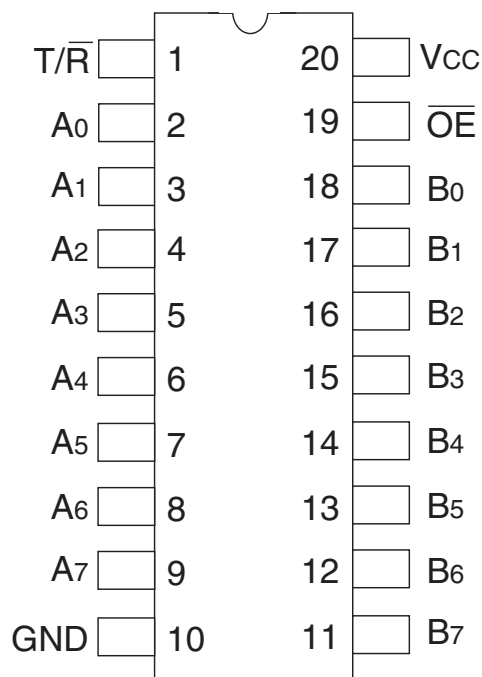 T/R̅ 1 20 VCC
A0 2 19 O̅E̅
A1 3 18 B0
A2 4 17 B1
A3 5 16 B2
A4 6 15 B3
A5 7 14 B4
A6 8 13 B5
A7 9 12 B6
GND 10 11 B7